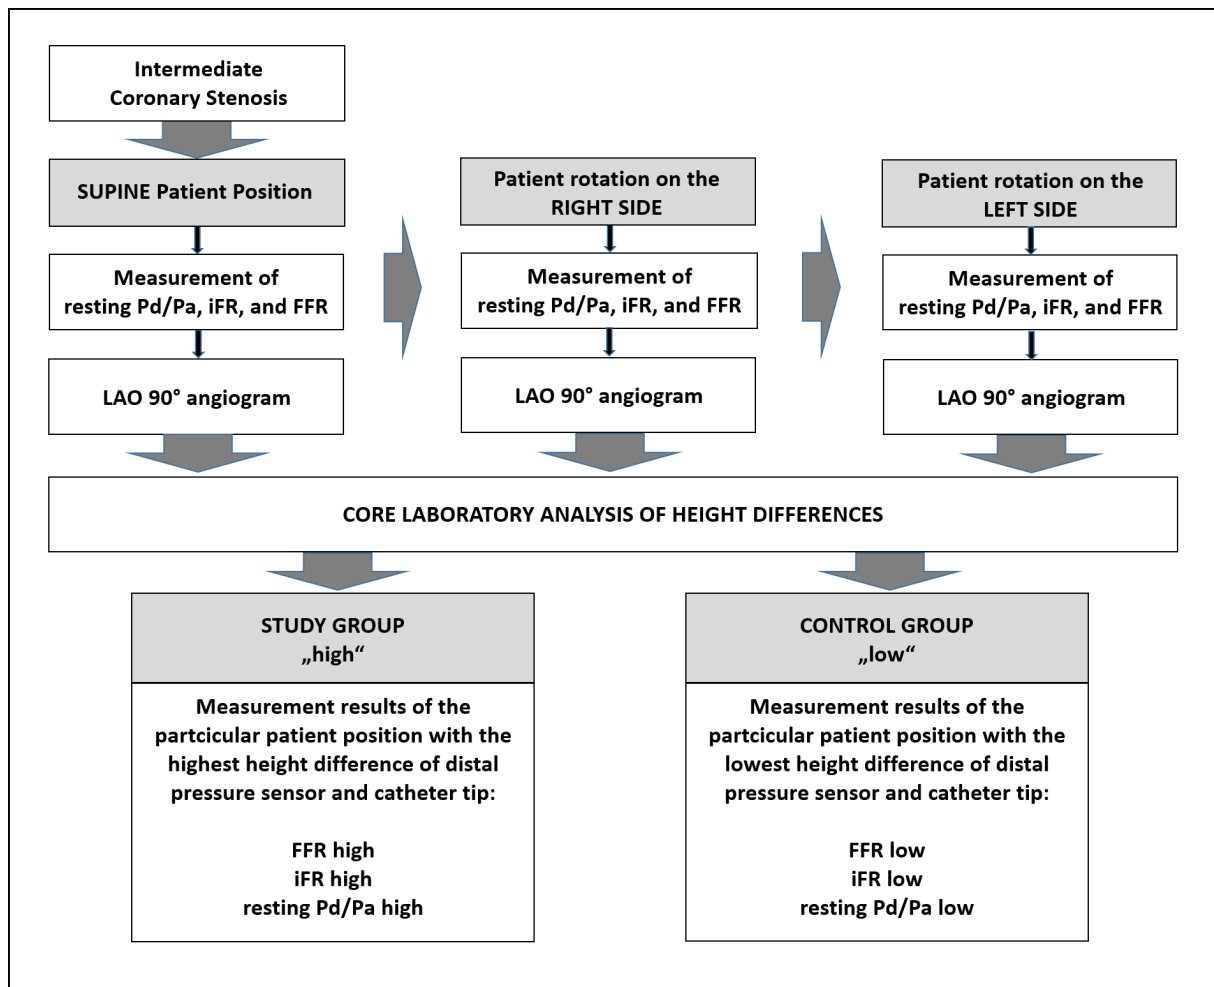 Intermediate
Coronary Stenosis
SUPINE Patient Position
Measurement of
resting Pd/Pa, iFR, and FFR
LAO 90° angiogram
Patient rotation on the
RIGHT SIDE
Measurement of
resting Pd/Pa, iFR, and FFR
LAO 90° angiogram
Patient rotation on the
LEFT SIDE
Measurement of
resting Pd/Pa, iFR, and FFR
LAO 90° angiogram
CORE LABORATORY ANALYSIS OF HEIGHT DIFFERENCES
STUDY GROUP
„high“
Measurement results of the
partcicular patient position with the
highest height difference of distal
pressure sensor and catheter tip:
FFR high
iFR high
resting Pd/Pa high
CONTROL GROUP
„low“
Measurement results of the
partcicular patient position with the
lowest height difference of distal
pressure sensor and catheter tip:
FFR low
iFR low
resting Pd/Pa low